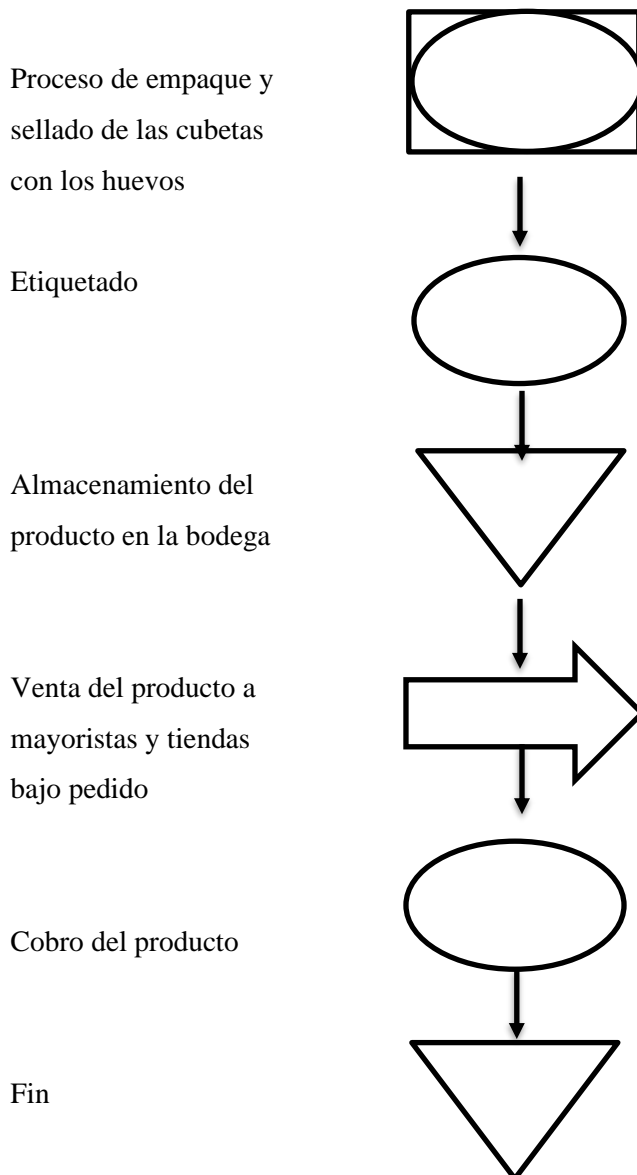 Proceso de empaque y
sellado de las cubetas
con los huevos
Etiquetado
Almacenamiento del
producto en la bodega
Venta del producto a
mayoristas y tiendas
bajo pedido
Cobro del producto
Fin